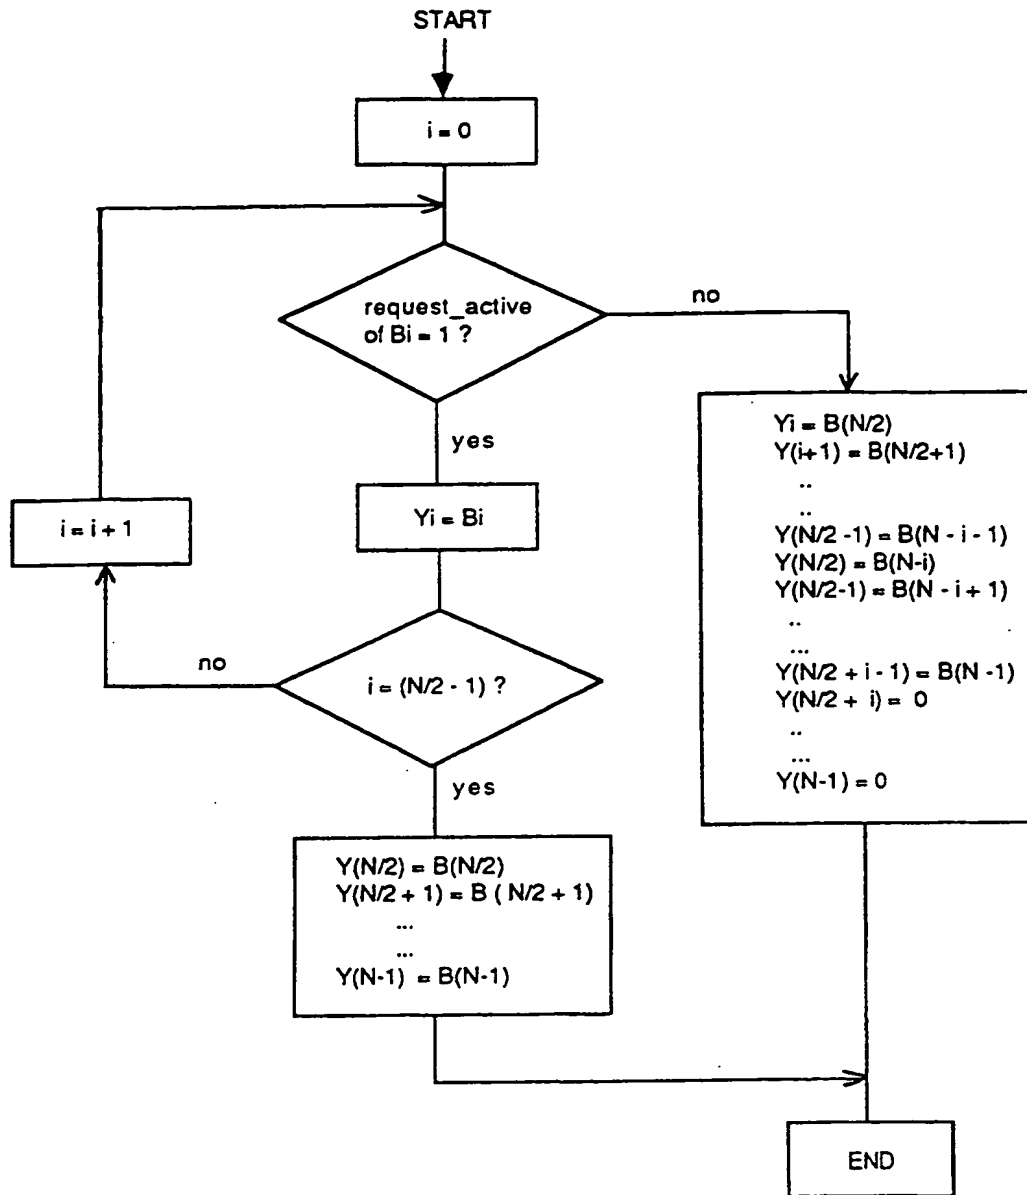 START
i = 0
request_active
of Bi = 1 ?
no
yes
Yi = Bi
i = i + 1
no
i = (N/2 - 1) ?
yes
Y(N/2) = B(N/2)
Y(N/2 + 1) = B ( N/2 + 1)
...
...
Y(N-1) = B(N-1)
Yi = B(N/2)
Y(i+1) = B(N/2+1)
..
..
Y(N/2 -1) = B(N - i - 1)
Y(N/2) = B(N-i)
Y(N/2-1) = B(N - i + 1)
..
...
Y(N/2 + i - 1) = B(N -1)
Y(N/2 + i) = 0
..
...
Y(N-1) = 0
END